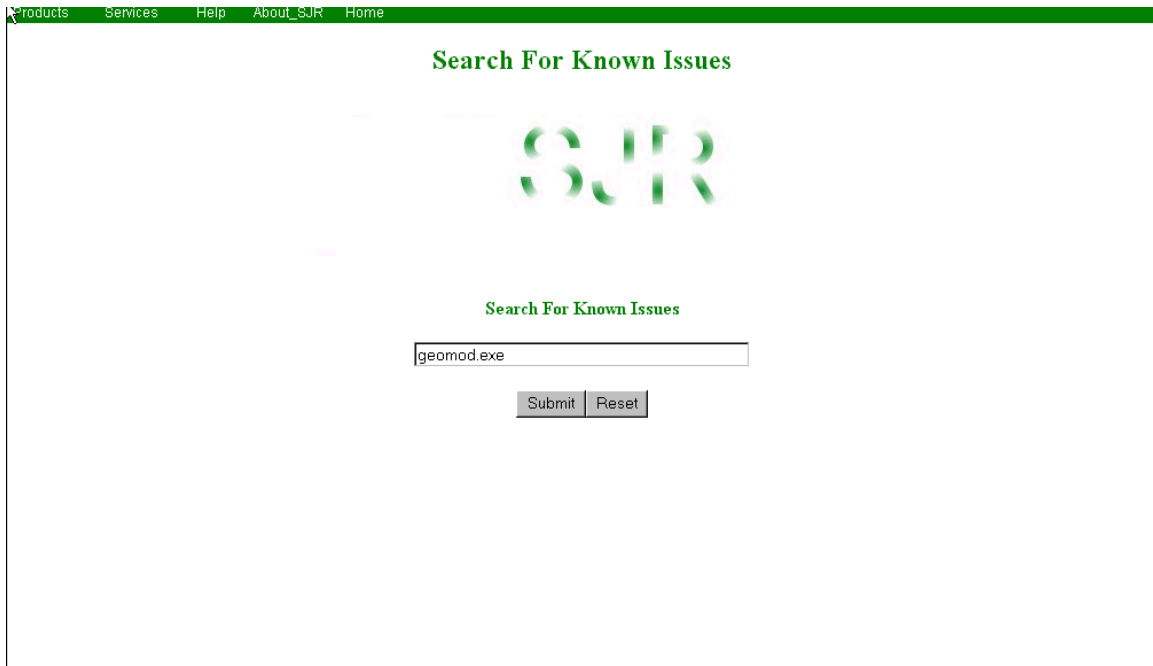 Products Services Help About_SJR Home
Search For Known Issues
SJR
Search For Known Issues
geomod.exe
Submit Reset